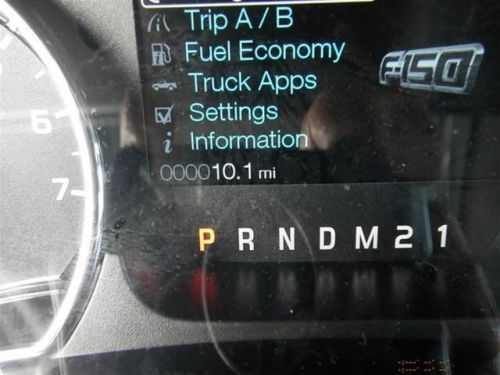 Trip A / B
Fuel Economy
F-150
Truck Apps
Settings
6
i Information
000010.1 mi
7
P R N D M 2 1